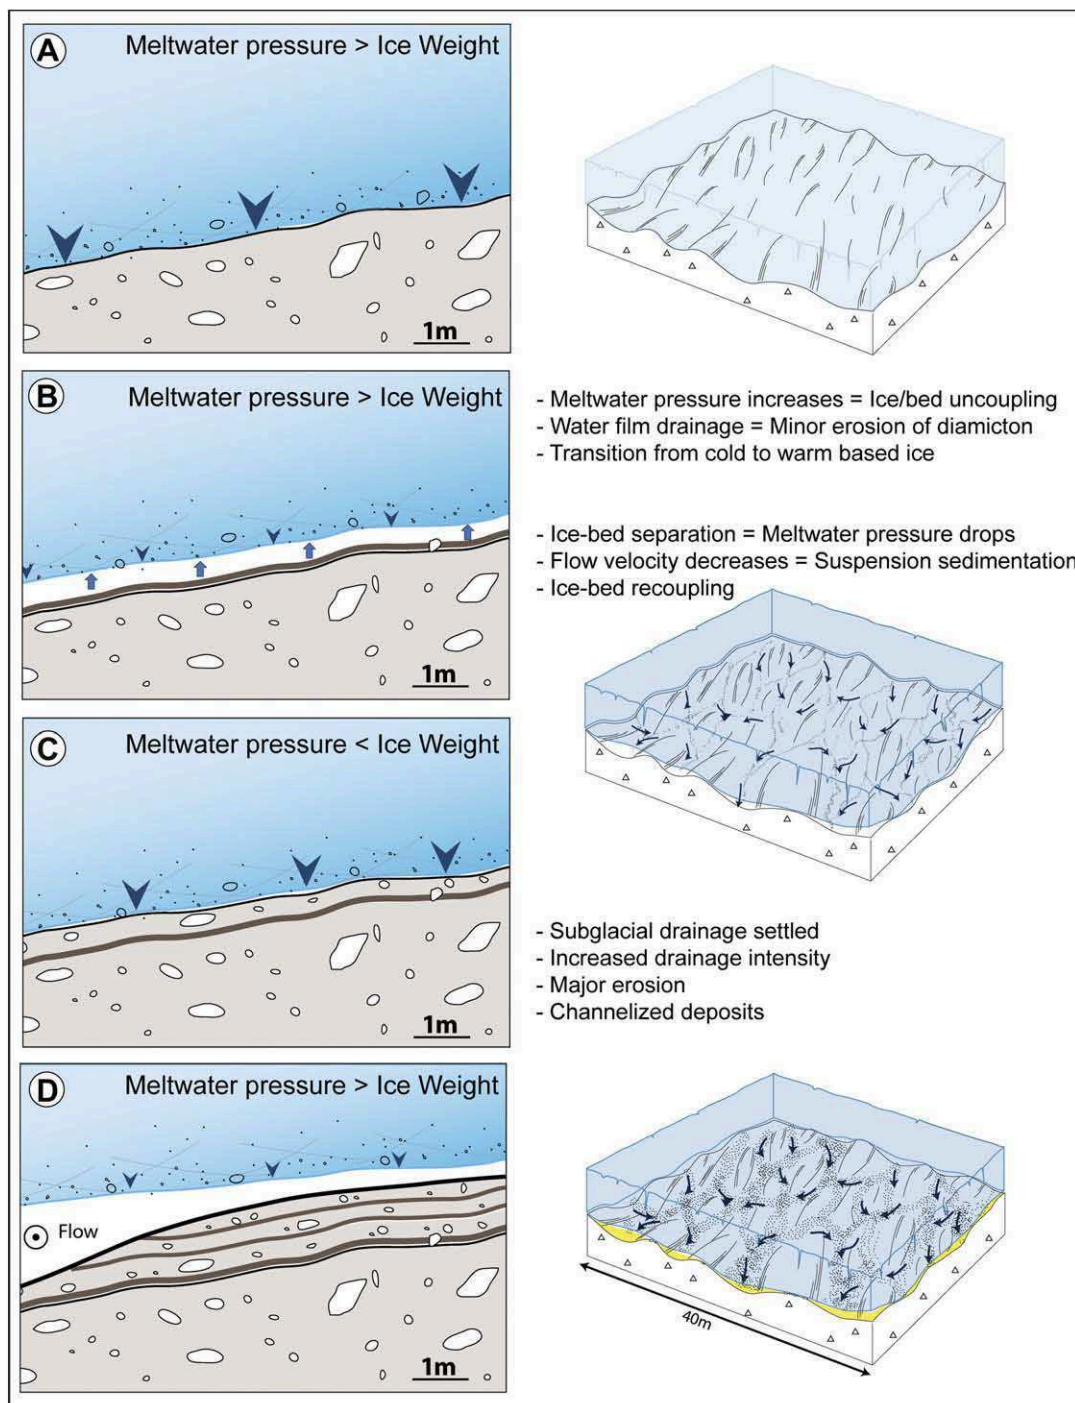 A
Meltwater pressure > Ice Weight
1m
B
Meltwater pressure > Ice Weight
1m
- Meltwater pressure increases = Ice/bed uncoupling
- Water film drainage = Minor erosion of diamicton
- Transition from cold to warm based ice
- Ice-bed separation = Meltwater pressure drops
- Flow velocity decreases = Suspension sedimentation
- Ice-bed recoupling
C
Meltwater pressure < Ice Weight
1m
- Subglacial drainage settled
- Increased drainage intensity
- Major erosion
- Channelized deposits
D
Meltwater pressure > Ice Weight
Flow
1m
40m